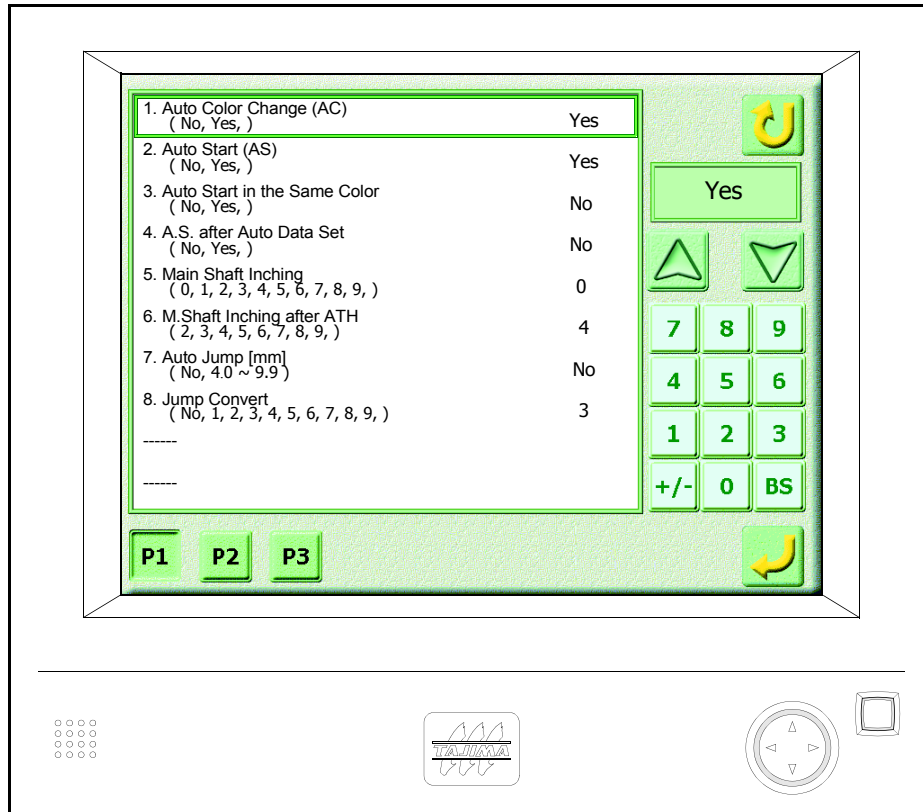 1. Auto Color Change (AC)
( No, Yes, ) Yes
2. Auto Start (AS)
( No, Yes, ) Yes
3. Auto Start in the Same Color
( No, Yes, ) No
4. A.S. after Auto Data Set
( No, Yes, ) No
5. Main Shaft Inching
( 0, 1, 2, 3, 4, 5, 6, 7, 8, 9, ) 0
6. M.Shaft Inching after ATH
( 2, 3, 4, 5, 6, 7, 8, 9, ) 4
7. Auto Jump [mm]
( No, 4.0 ~ 9.9 ) No
8. Jump Convert
( No, 1, 2, 3, 4, 5, 6, 7, 8, 9, ) 3
------
------
Yes
7 8 9
4 5 6
1 2 3
+/- 0 BS
P1 P2 P3
TAJIMA